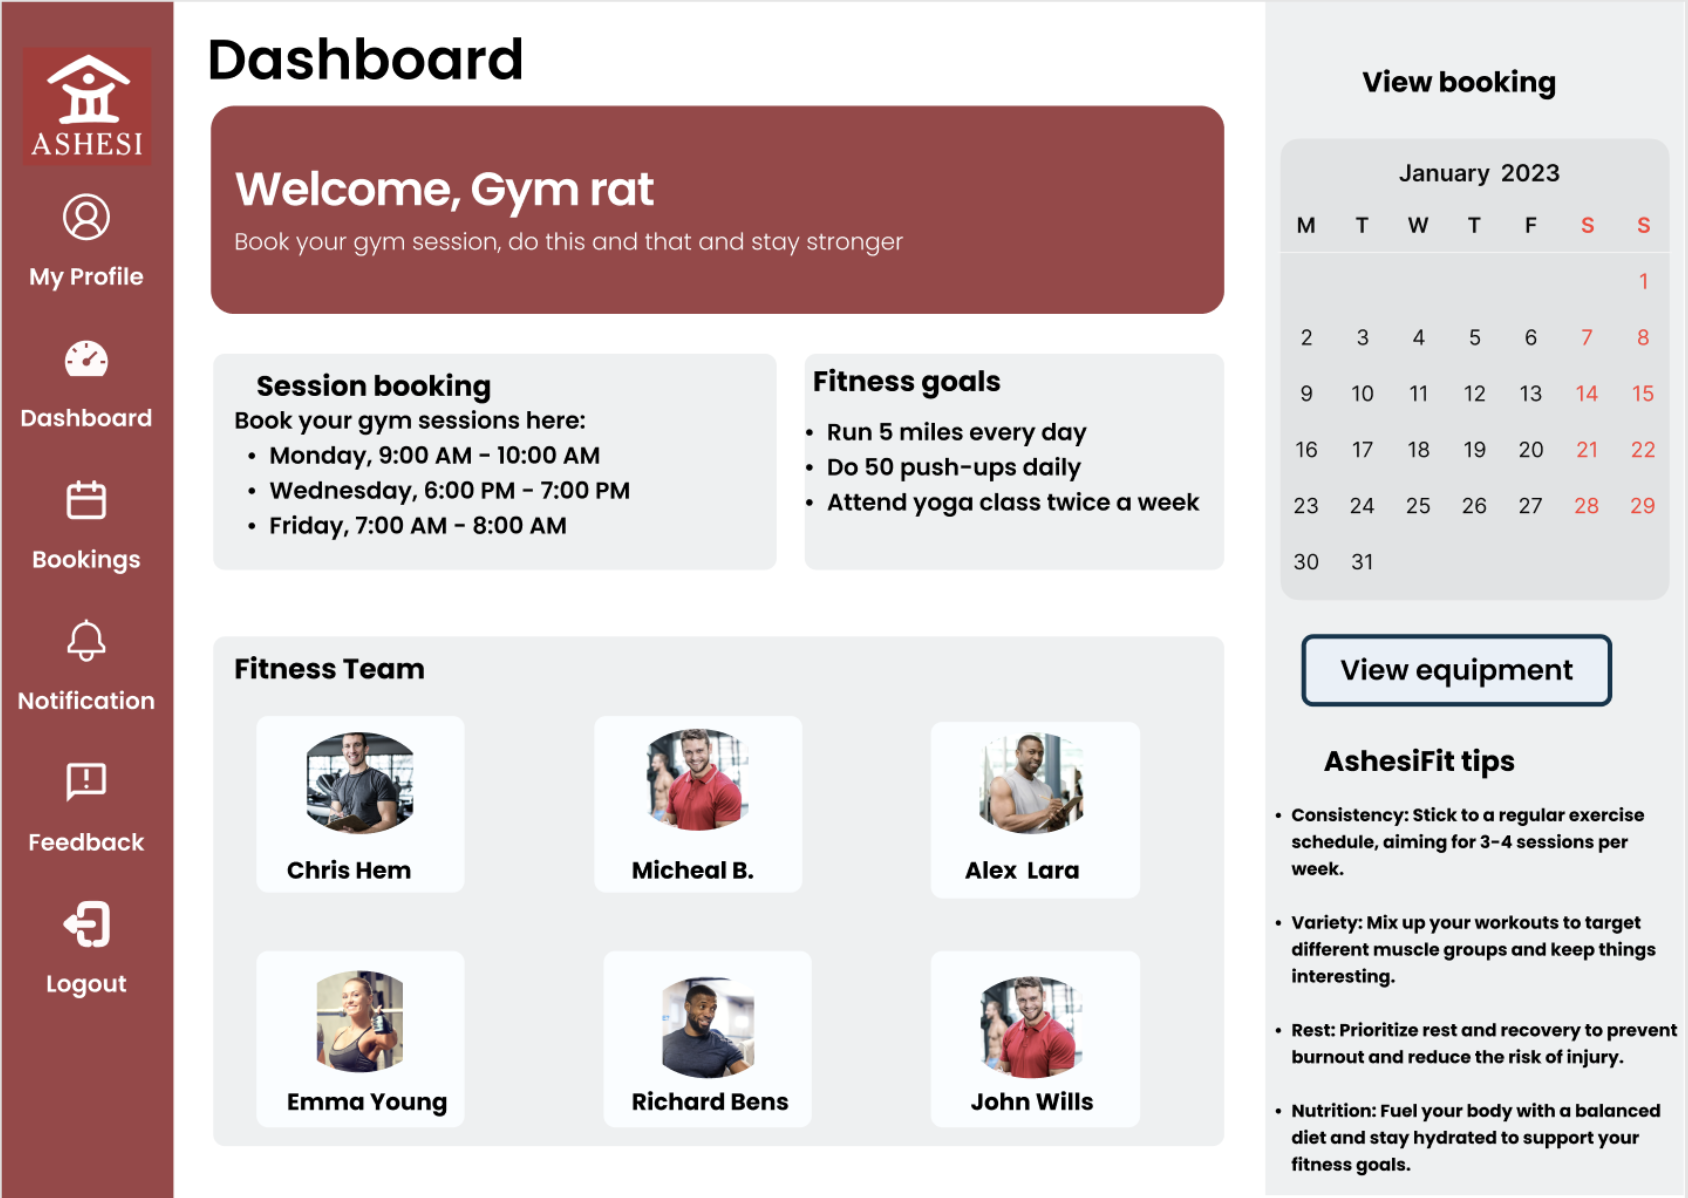 ASHESI
My Profile
Dashboard
Bookings
Notification
Feedback
Logout
Dashboard
Welcome, Gym rat
Book your gym session, do this and that and stay stronger
Session booking
Book your gym sessions here:
• Monday, 9:00 AM - 10:00 AM
• Wednesday, 6:00 PM - 7:00 PM
• Friday, 7:00 AM - 8:00 AM
Fitness goals
• Run 5 miles every day
• Do 50 push-ups daily
• Attend yoga class twice a week
Fitness Team
Chris Hem
Micheal B.
Alex Lara
Emma Young
Richard Bens
John Wills
View booking
January 2023
M T W T F S S
1
2 3 4 5 6 7 8
9 10 11 12 13 14 15
16 17 18 19 20 21 22
23 24 25 26 27 28 29
30 31
View equipment
AshesiFit tips
• Consistency: Stick to a regular exercise
schedule, aiming for 3-4 sessions per
week.
• Variety: Mix up your workouts to target
different muscle groups and keep things
interesting.
• Rest: Prioritize rest and recovery to prevent
burnout and reduce the risk of injury.
• Nutrition: Fuel your body with a balanced
diet and stay hydrated to support your
fitness goals.